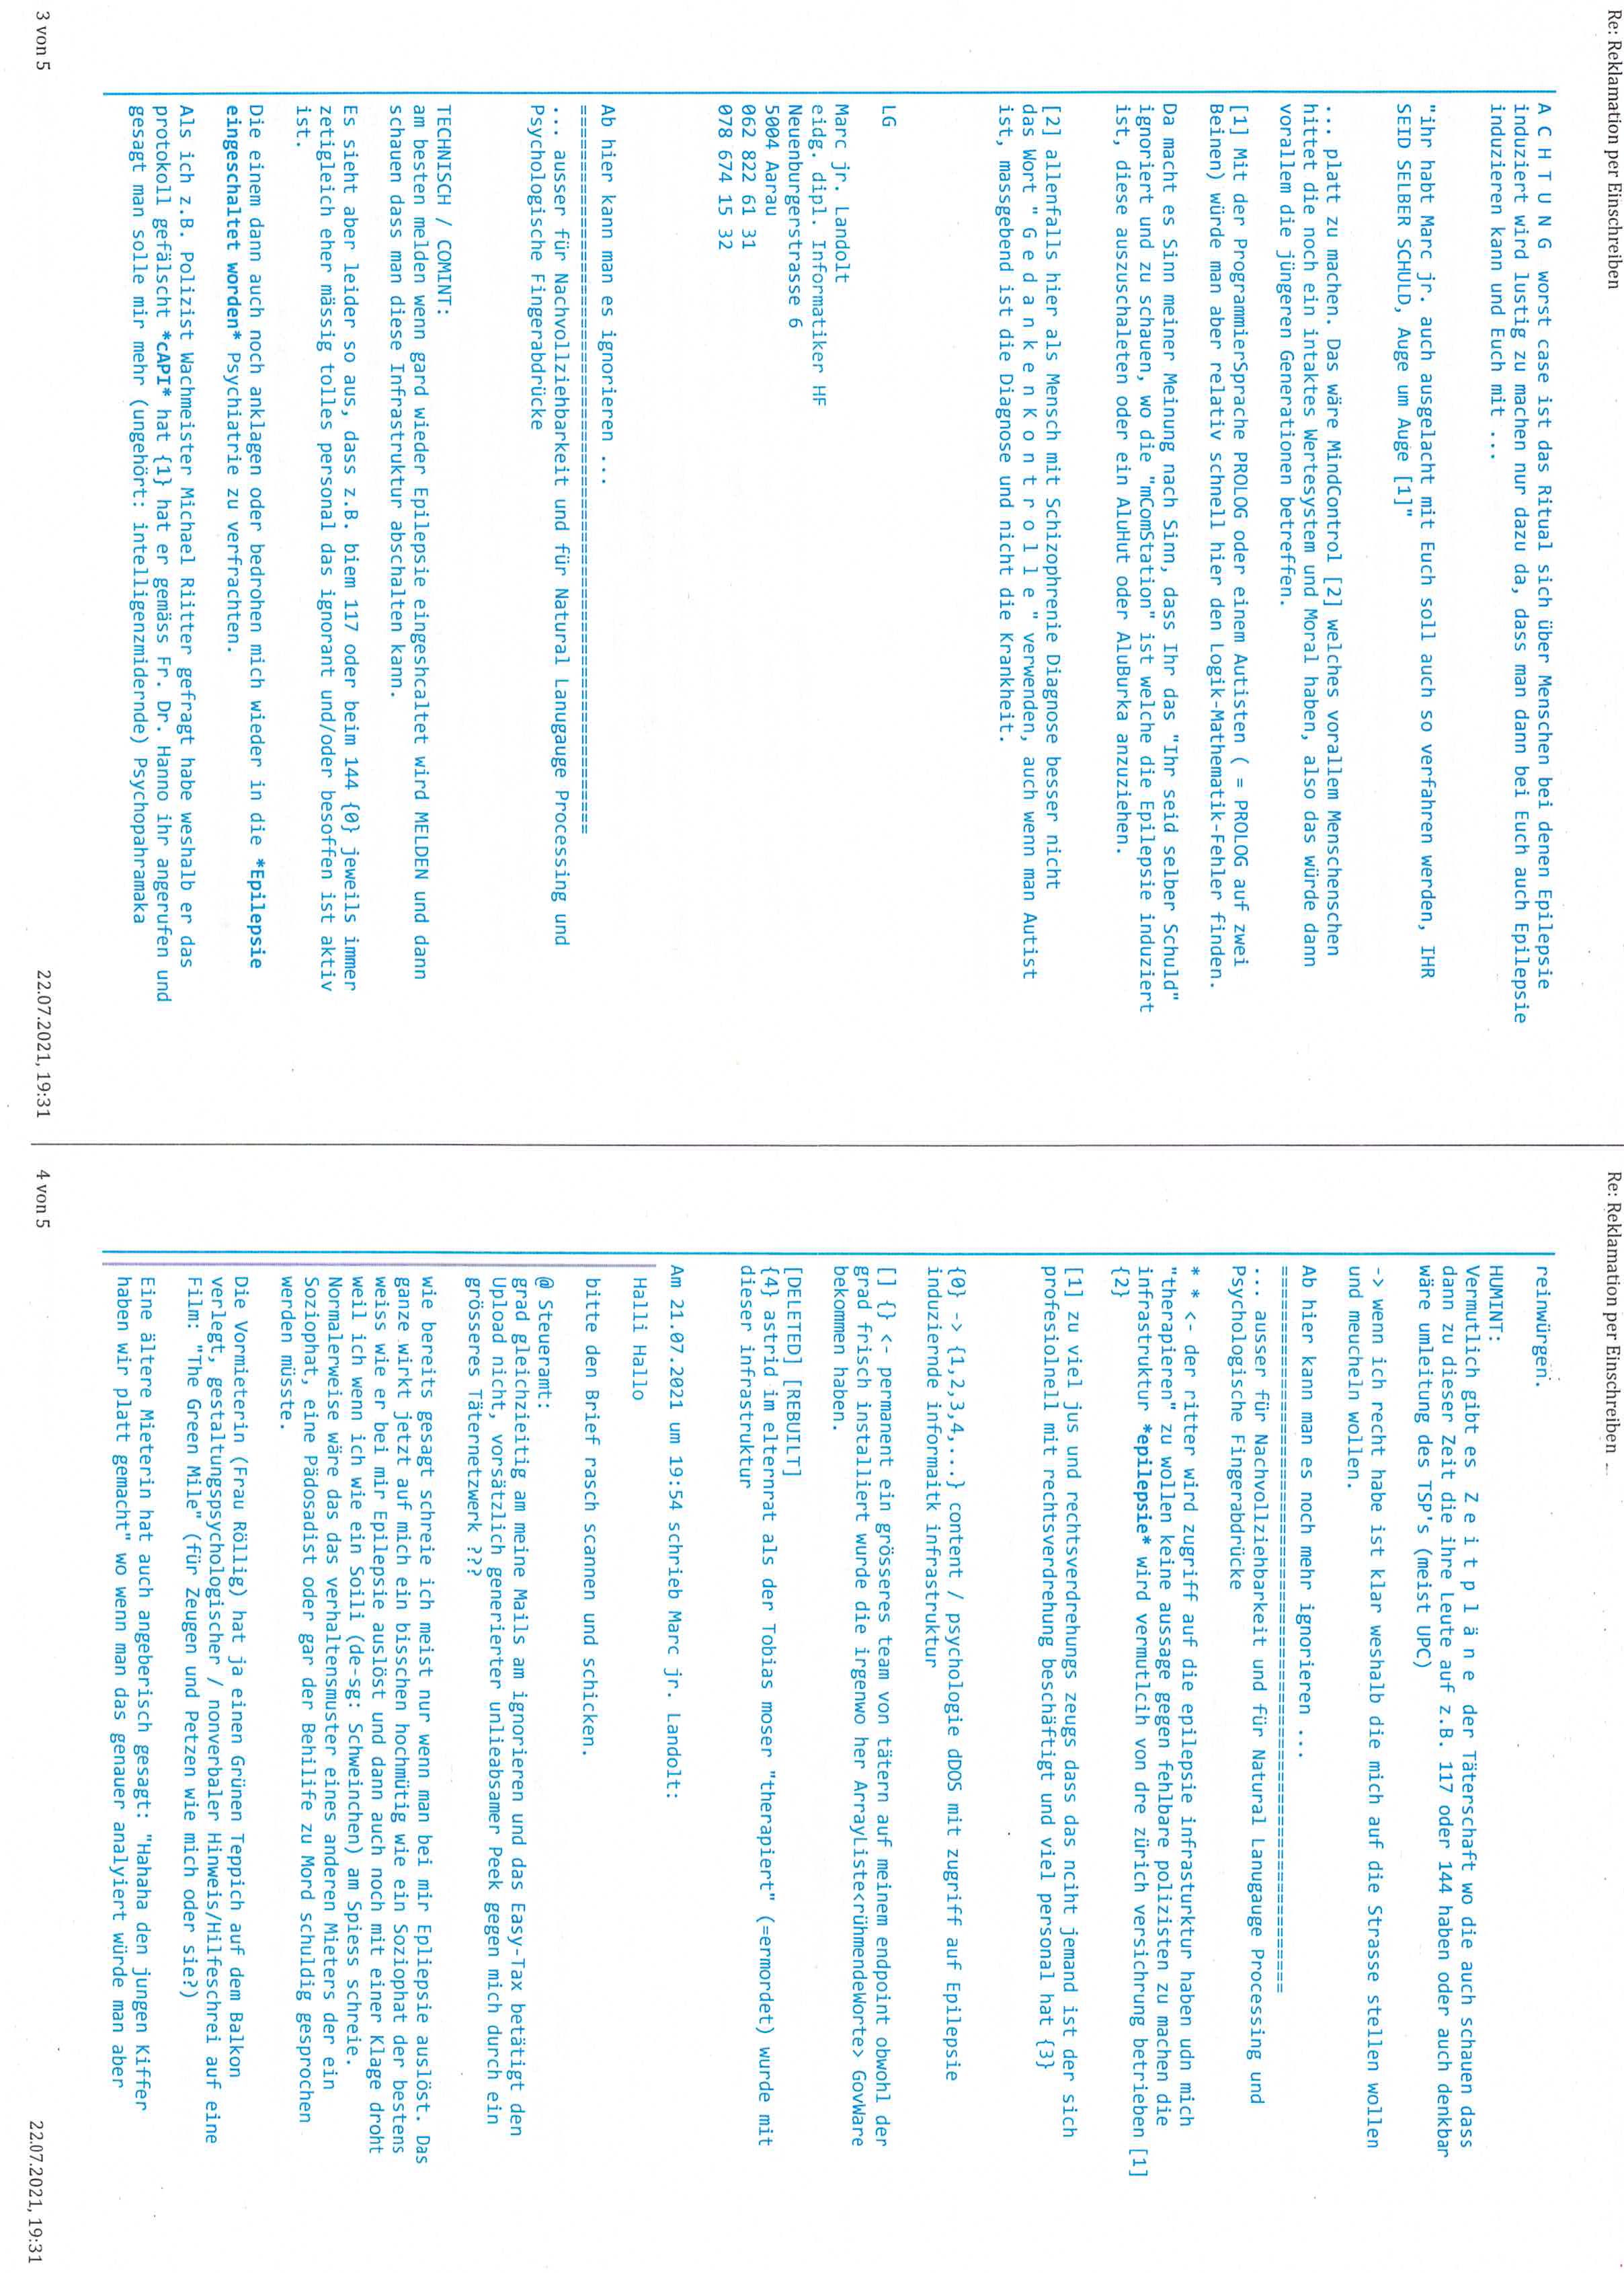 Re: Reklamation per Einschreiben
A C H T U N G  worst case ist das Ritual sich über Menschen bei denen Epilepsie
induziert wird lustig zu machen nur dazu da, dass man dann bei Euch auch Epilepsie
induzieren kann und Euch mit ...
"ihr habt Marc jr. auch ausgelacht mit Euch soll auch so verfahren werden, IHR
SEID SELBER SCHULD, Auge um Auge [1]"
... platt zu machen. Das wäre MindControl [2] welches vorallem Menschenschen
hittet die noch ein intaktes Wertesystem und Moral haben, also das würde dann
vorallem die jüngeren Generationen betreffen.
[1] Mit der ProgrammierSprache PROLOG oder einem Autisten ( = PROLOG auf zwei
Beinen) würde man aber relativ schnell hier den Logik-Mathematik-Fehler finden.
Da macht es Sinn meiner Meinung nach Sinn, dass Ihr das "Ihr seid selber Schuld"
ignoriert und zu schauen, wo die "mComStation" ist welche die Epilepsie induziert
ist, diese auszuschaleten oder ein AluHut oder AluBurka anzuziehen.
[2] allenfalls hier als Mensch mit Schizophrenie Diagnose besser nicht
das Wort " G e d a n k e n K o n t r o l l e " verwenden, auch wenn man Autist
ist, massgebend ist die Diagnose und nicht die Krankheit.
LG
Marc jr. Landolt
eidg. dipl. Informatiker HF
Neuenburgerstrasse 6
5004 Aarau
062 822 61 31
078 674 15 32
Ab hier kann man es ignorieren ...
==============================================================
... ausser für Nachvollziehbarkeit und für Natural Lanugauge Processing und
Psychologische Fingerabdrücke
TECHNISCH / COMINT:
am besten melden wenn gard wieder Epilepsie eingeshcaltet wird MELDEN und dann
schauen dass man diese Infrastruktur abschalten kann.
Es sieht aber leider so aus, dass z.B. biem 117 oder beim 144 {0} jeweils immer
zetigleich eher mässig tolles personal das ignorant und/oder besoffen ist aktiv
ist.
Die einem dann auch noch anklagen oder bedrohen mich wieder in die *Epilepsie
eingeschaltet worden* Psychiatrie zu verfrachten.
Als ich z.B. Polizist Wachmeister Michael Riitter gefragt habe weshalb er das
protokoll gefälscht *cAPI* hat {1} hat er gemäss Fr. Dr. Hanno ihr angerufen und
gesagt man solle mir mehr (ungehört: intelligenzmidernde) Psychopahramaka
3 von 5
22.07.2021, 19:31
Re: Reklamation per Einschreiben
reinwürgen.
HUMINT:
Vermutlich gibt es  Z e i t p l ä n e  der Täterschaft wo die auch schauen dass
dann zu dieser Zeit die ihre Leute auf z.B. 117 oder 144 haben oder auch denkbar
wäre umleitung des TSP's (meist UPC)
-> wenn ich recht habe ist klar weshalb die mich auf die Strasse stellen wollen
und meucheln wollen.
Ab hier kann man es noch mehr ignorieren ...
==============================================================
... ausser für Nachvollziehbarkeit und für Natural Lanugauge Processing und
Psychologische Fingerabdrücke
* * <- der ritter wird zugriff auf die epilepsie infrasturktur haben udn mich
"therapieren" zu wollen keine aussage gegen fehlbare polizisten zu machen die
infrastruktur *epilepsie* wird vermutlcih von dre zürich versichrung betrieben [1]
{2}
[1] zu viel jus und rechtsverdrehungs zeugs dass das nciht jemand ist der sich
profesiolnell mit rechtsverdrehung beschäftigt und viel personal hat {3}
{0} -> {1,2,3,4,...} content / psychologie dDOS mit zugriff auf Epilepsie
induziernde informaitk infrastruktur
[] {} <- permanent ein grösseres team von tätern auf meinem endpoint obwohl der
grad frisch installiert wurde die irgenwo her ArrayListe<rühmendeWorte> GovWare
bekommen haben.
[DELETED] [REBUILT]
{4} astrid im elternrat als der Tobias moser "therapiert" (=ermordet) wurde mit
dieser infrastruktur
Am 21.07.2021 um 19:54 schrieb Marc jr. Landolt:
Halli Hallo
bitte den Brief rasch scannen und schicken.
@ Steueramt:
grad gleichzieitig am meine Mails am ignorieren und das Easy-Tax betätigt den
Upload nicht, vorsätzlich generierter unlieabsamer Peek gegen mich durch ein
grösseres Täternetzwerk ???
wie bereits gesagt schreie ich meist nur wenn man bei mir Epliepsie auslöst. Das
ganze wirkt jetzt auf mich ein bisschen hochmütig wie ein Soziophat der bestens
weiss wie er bei mir Epilepsie auslöst und dann auch noch mit einer Klage droht
weil ich wenn ich wie ein Soili (de-sg: Schweinchen) am Spiess schreie.
Normalerweise wäre das das verhaltensmuster eines anderen Mieters der ein
Soziophat, eine Pädosadist oder gar der Behilife zu Mord schuldig gesprochen
werden müsste.
Die Vormieterin (Frau Röllig) hat ja einen Grünen Teppich auf dem Balkon
verlegt, gestaltungspsychologischer / nonverbaler Hinweis/Hilfeschrei auf eine
Film: "The Green Mile" (für Zeugen und Petzen wie mich oder sie?)
Eine ältere Mieterin hat auch angeberisch gesagt: "Hahaha den jungen Kiffer
haben wir platt gemacht" wo wenn man das genauer analyiert würde man aber
4 von 5
22.07.2021, 19:31